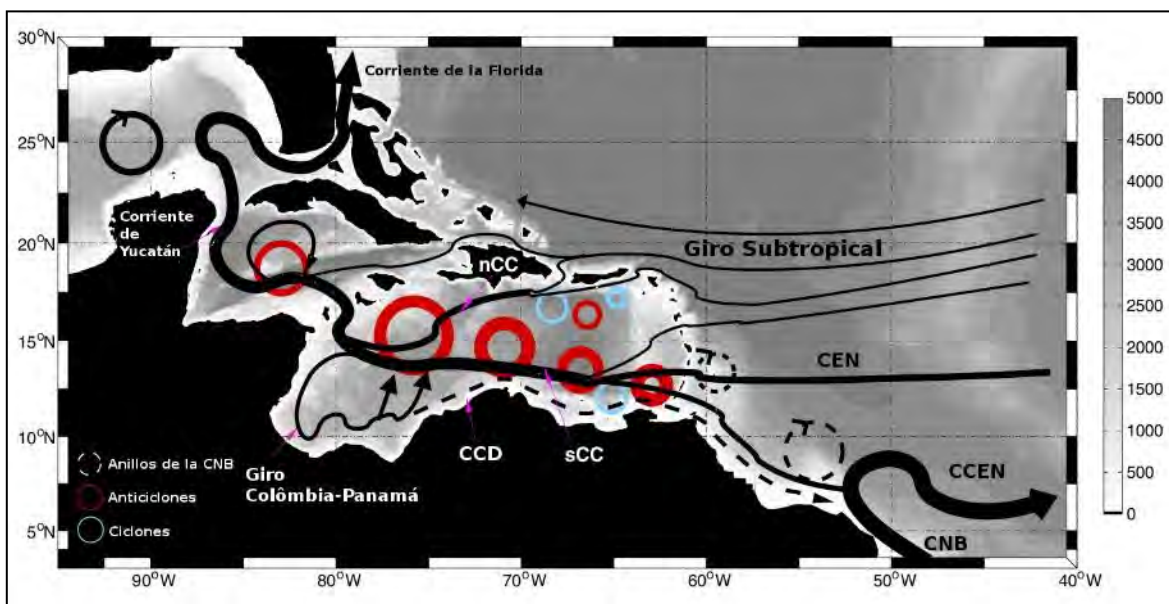 30°N
25°N
20°N
15°N
10°N
5°N
90°W
80°W
70°W
60°W
50°W
40°W
5000
4500
4000
3500
3000
2500
2000
1500
1000
500
0
Corriente de la Florida
Corriente
de
Yucatán
Giro Subtropical
nCC
CEN
CCD
sCC
Giro
Colômbia-Panamá
CCEN
CNB
Anillos de la CNB
Anticiclones
Ciclones